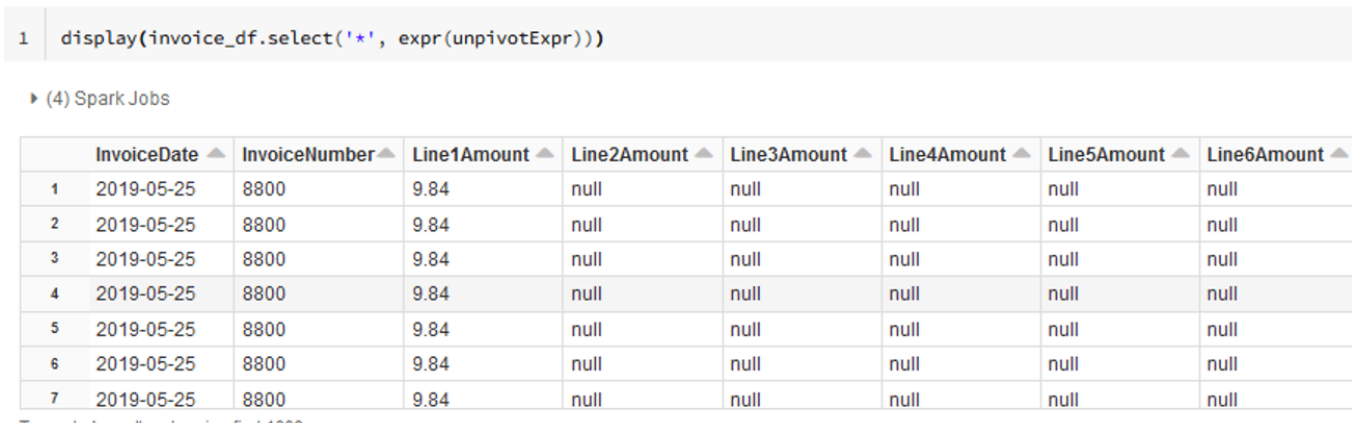 1 display(invoice_df.select('*', expr(unpivotExpr)))
(4) Spark Jobs
InvoiceDate InvoiceNumber Line1Amount Line2Amount Line3Amount Line4Amount Line5Amount Line6Amount
1 2019-05-25 8800 9.84 null null null null null
2 2019-05-25 8800 9.84 null null null null null
3 2019-05-25 8800 9.84 null null null null null
4 2019-05-25 8800 9.84 null null null null null
5 2019-05-25 8800 9.84 null null null null null
6 2019-05-25 8800 9.84 null null null null null
7 2019-05-25 8800 9.84 null null null null null